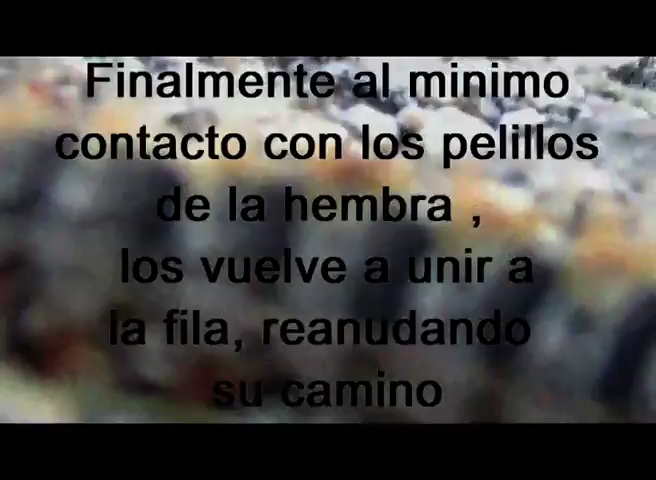 Finalmente al minimo
contacto con los pelillos
de la hembra ,
los vuelve a unir a
la fila, reanudando
su camino